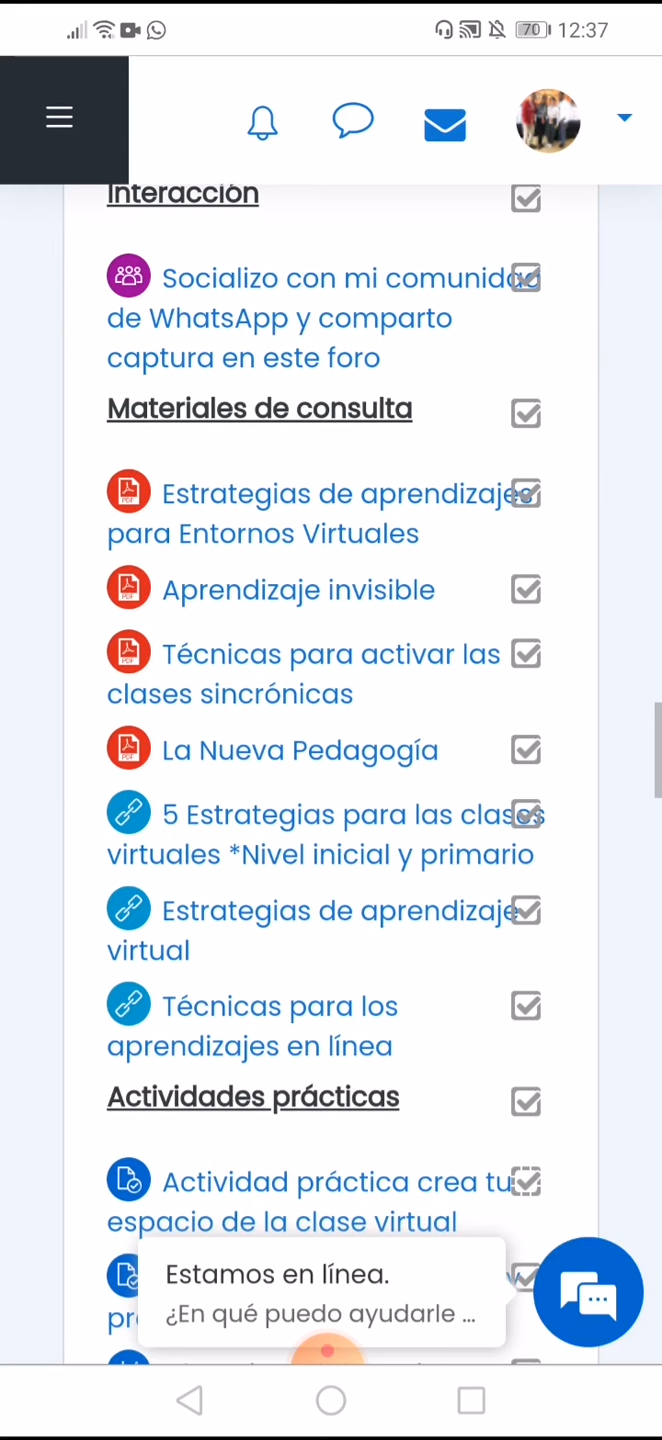 70 12:37
Interacción
Socializo con mi comunidad
de WhatsApp y comparto
captura en este foro
Materiales de consulta
Estrategias de aprendizajes
para Entornos Virtuales
Aprendizaje invisible
Técnicas para activar las
clases sincrónicas
La Nueva Pedagogía
5 Estrategias para las clases
virtuales *Nivel inicial y primario
Estrategias de aprendizaje
virtual
Técnicas para los
aprendizajes en línea
Actividades prácticas
Actividad práctica crea tu
espacio de la clase virtual
Estamos en línea.
¿En qué puedo ayudarle ...